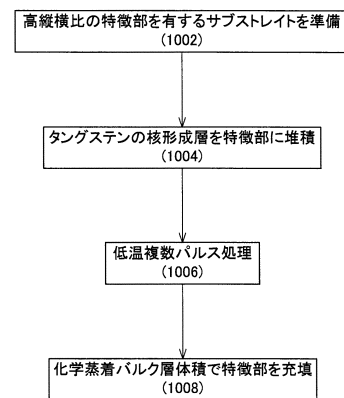 高縦横比の特徴部を有するサブストレイトを準備
(1002)
タングステンの核形成層を特徴部に堆積
(1004)
低温複数パルス処理
(1006)
化学蒸着バルク層体積で特徴部を充填
(1008)